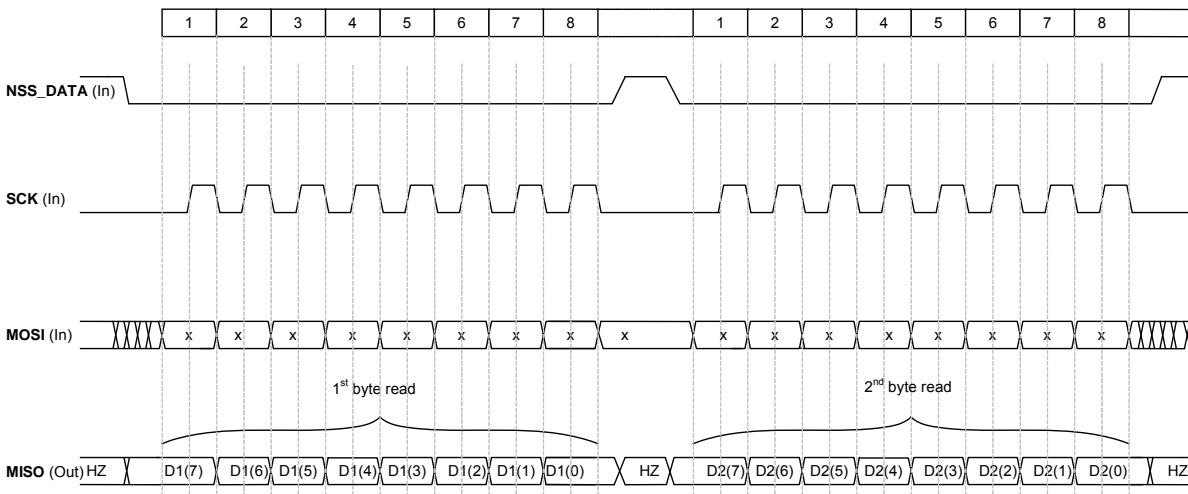 1 2 3 4 5 6 7 8 1 2 3 4 5 6 7 8
NSS_DATA (In)
SCK (In)
MOSI (In) x x x x x x x x x x x x x x x x x
1st byte read 2nd byte read
MISO (Out) HZ D1(7) D1(6) D1(5) D1(4) D1(3) D1(2) D1(1) D1(0) HZ D2(7) D2(6) D2(5) D2(4) D2(3) D2(2) D2(1) D2(0) HZ